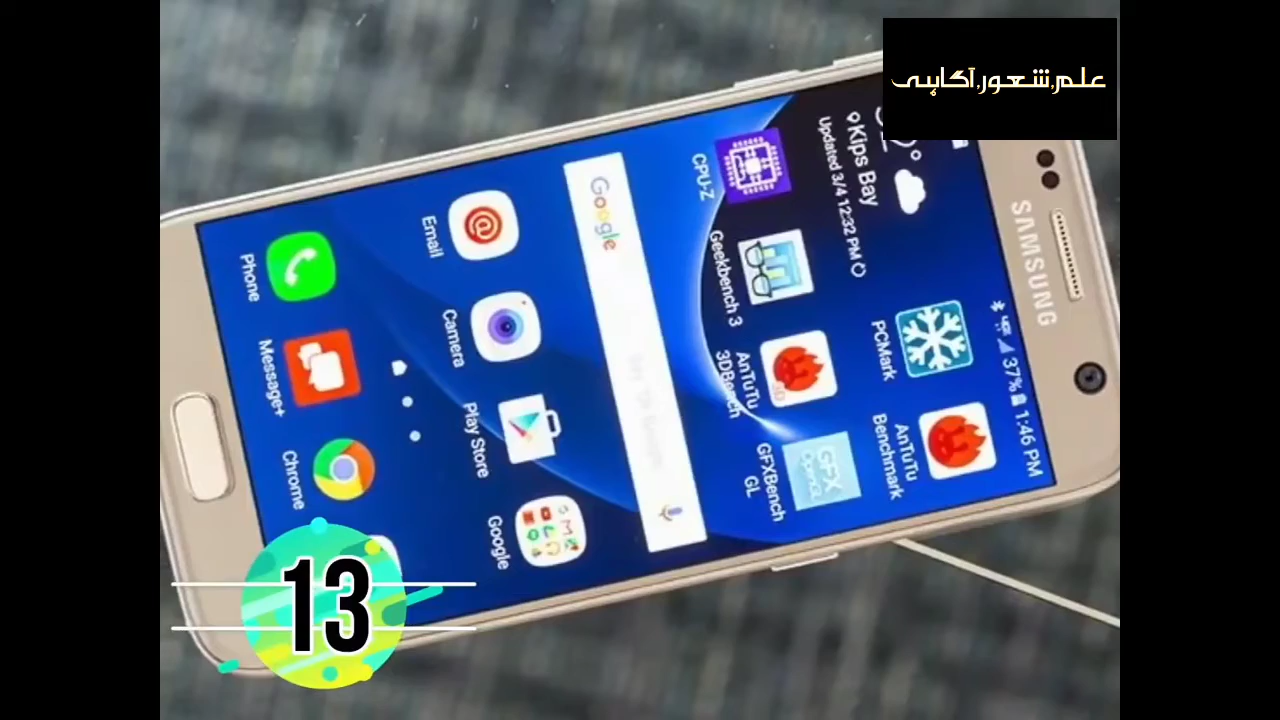 علم,شعور,آگاہی
SAMSUNG
37% 1:46 PM
Kips Bay
Updated 3/4 12:32 PM
PCMark
AnTuTu
Benchmark
CPU-Z
Geekbench 3
AnTuTu
3DBench
GFXBench
GL
GFX
Google
Email
Camera
Play Store
Google
Phone
Message+
Chrome
13